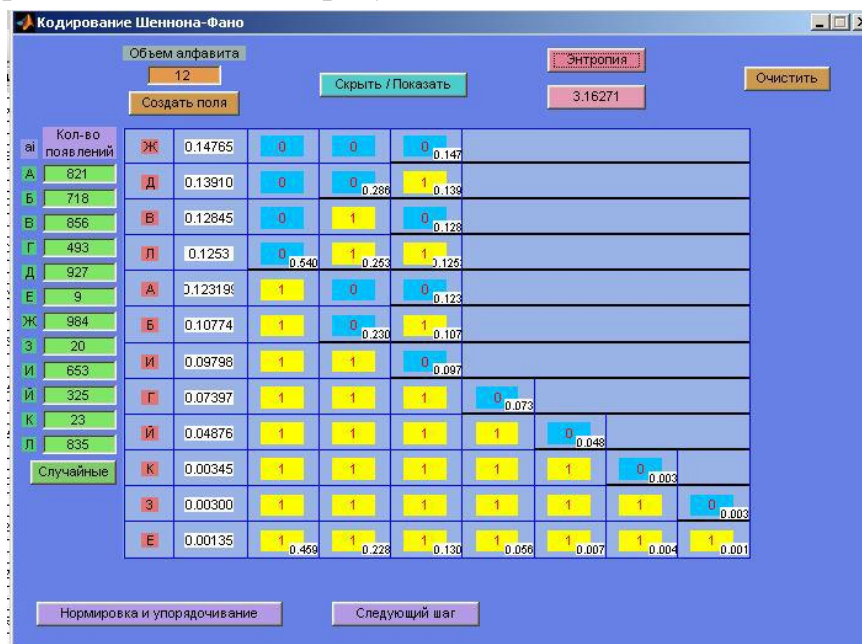 Кодирование Шеннона-Фано
Объем алфавита
12
Создать поля
Скрыть / Показать
Энтропия
3.16271
Очистить
ai Кол-во появлений
А 821
Б 718
В 856
Г 493
Д 927
Е 9
Ж 984
З 20
И 653
Й 325
К 23
Л 835
Случайные
Ж 0.14765 0 0 0 0.147
Д 0.13910 0 0 0.286 1 0.139
В 0.12845 0 1 0 0.128
Л 0.1253 0 0.540 1 0.253 1 0.125
А 0.123199 1 0 0 0.123
Б 0.10774 1 0 0.230 1 0.107
И 0.09798 1 1 0 0.097
Г 0.07397 1 1 1 0 0.073
Й 0.04876 1 1 1 1 0 0.048
К 0.00345 1 1 1 1 1 0 0.003
З 0.00300 1 1 1 1 1 1 0 0.003
Е 0.00135 1 0.459 1 0.228 1 0.130 1 0.056 1 0.007 1 0.004 1 0.001
Нормировка и упорядочивание
Следующий шаг